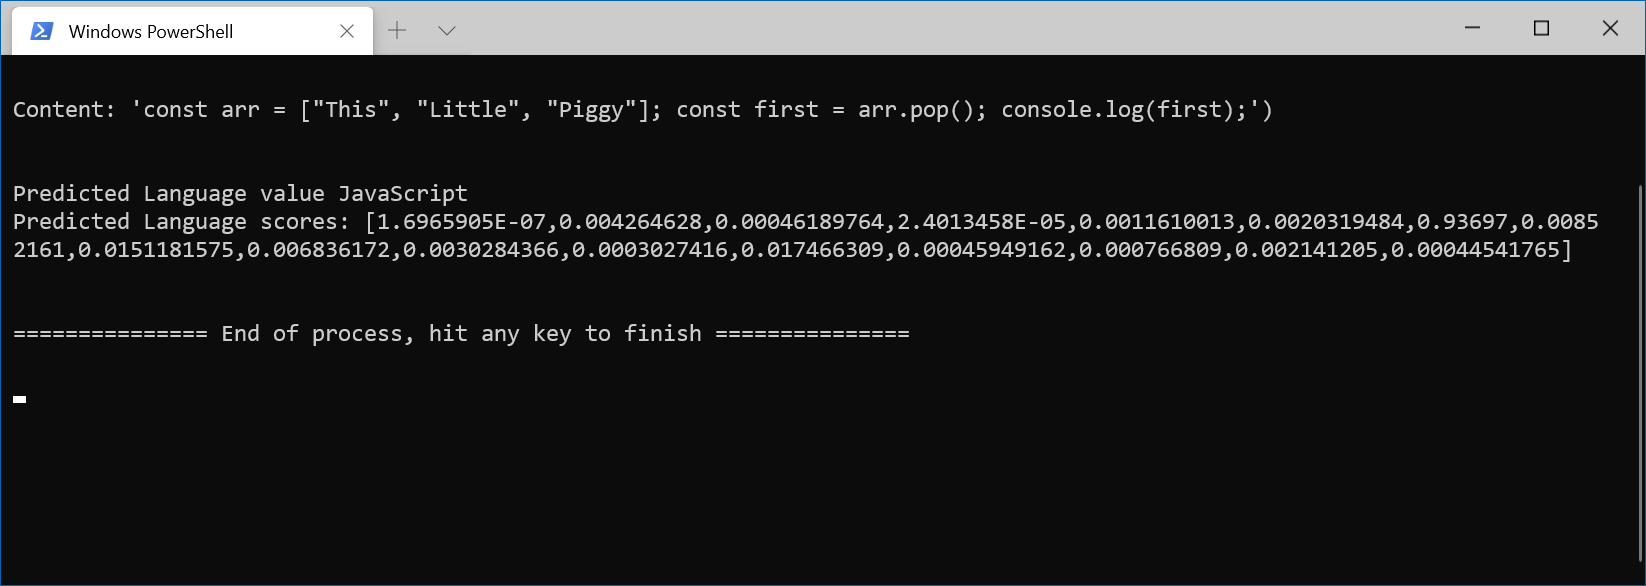 Windows PowerShell
Content: 'const arr = ["This", "Little", "Piggy"]; const first = arr.pop(); console.log(first);')
Predicted Language value JavaScript
Predicted Language scores: [1.6965905E-07,0.004264628,0.00046189764,2.4013458E-05,0.0011610013,0.0020319484,0.93697,0.0085
2161,0.0151181575,0.006836172,0.0030284366,0.0003027416,0.017466309,0.00045949162,0.000766809,0.002141205,0.00044541765]
=============== End of process, hit any key to finish ===============